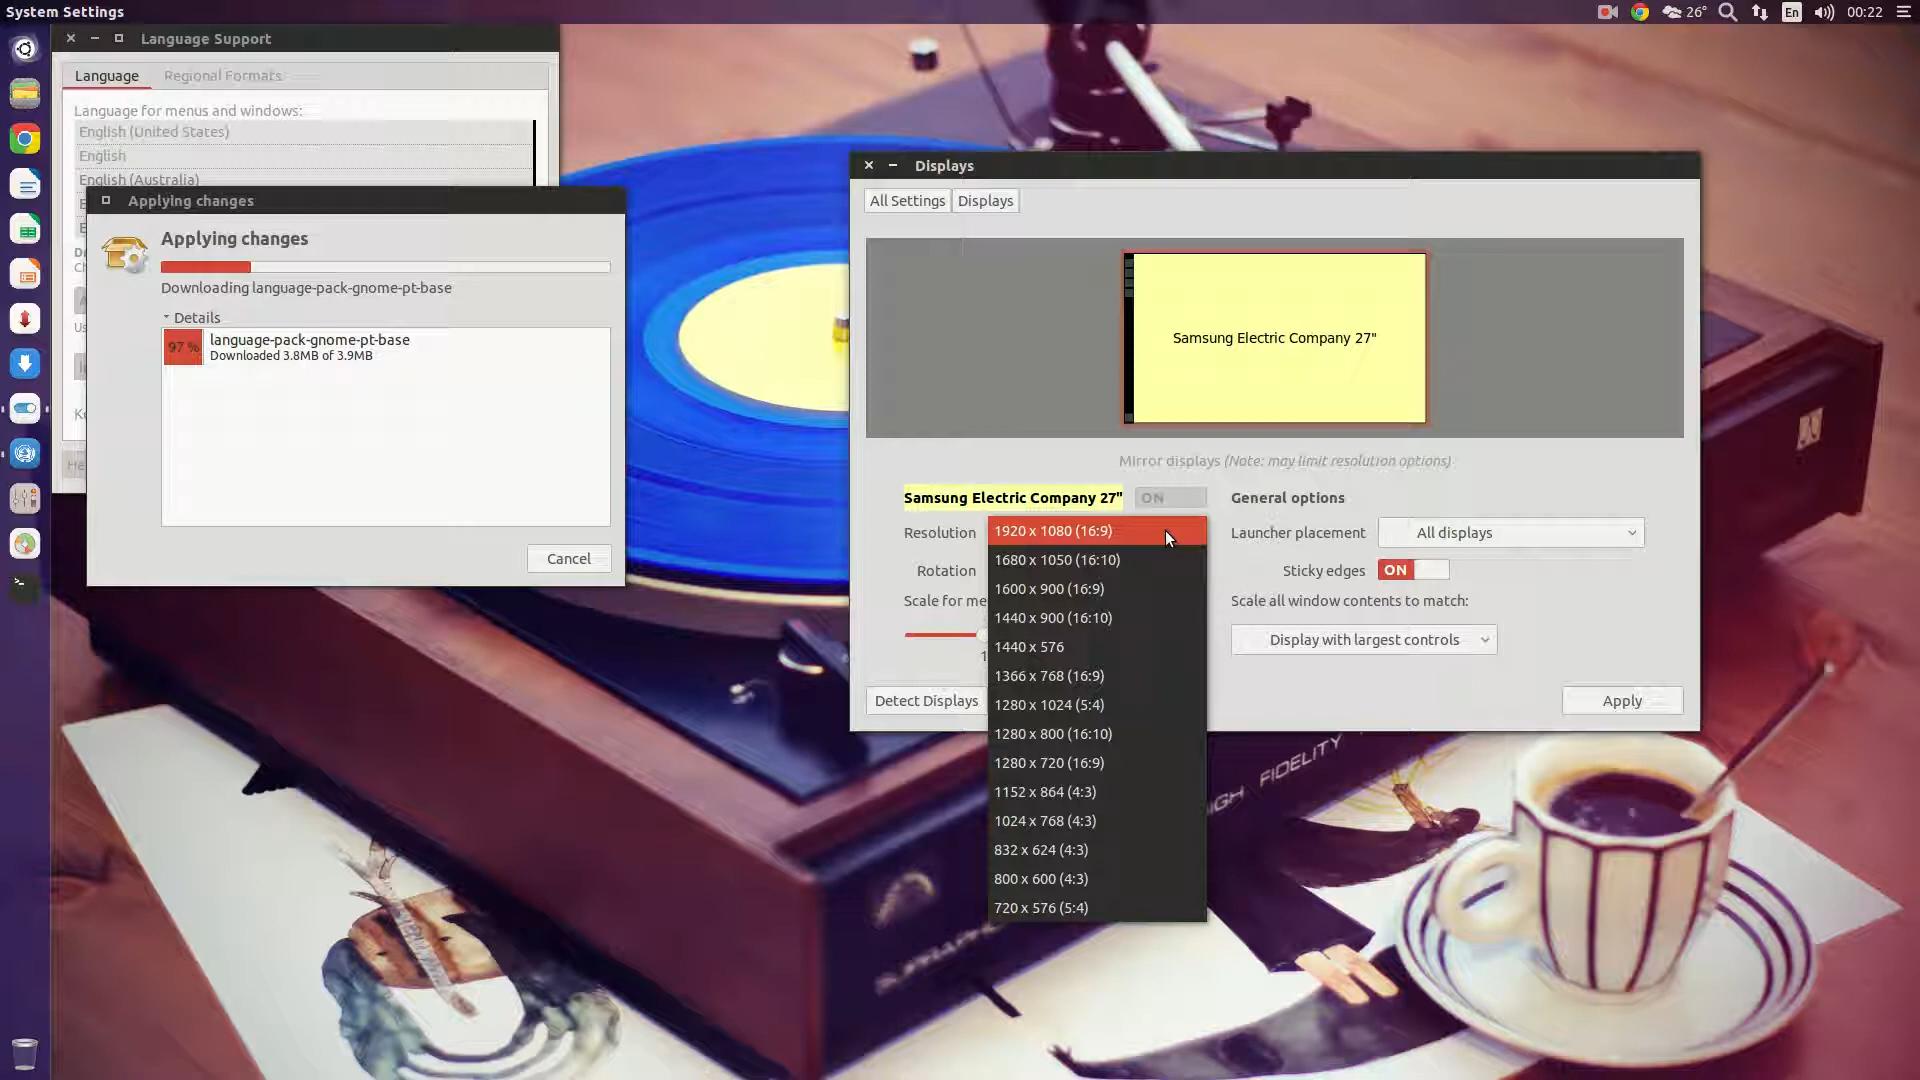 System Settings
26°
En
00:22
Language Support
Language
Regional Formats
Language for menus and windows:
English (United States)
English
English (Australia)
Applying changes
Applying changes
Downloading language-pack-gnome-pt-base
Details
97 %
language-pack-gnome-pt-base
Downloaded 3.8MB of 3.9MB
Cancel
Displays
All Settings
Displays
Samsung Electric Company 27"
Mirror displays (Note: may limit resolution options)
Samsung Electric Company 27"
ON
General options
Resolution
1920 x 1080 (16:9)
1680 x 1050 (16:10)
1600 x 900 (16:9)
1440 x 900 (16:10)
1440 x 576
1366 x 768 (16:9)
1280 x 1024 (5:4)
1280 x 800 (16:10)
1280 x 720 (16:9)
1152 x 864 (4:3)
1024 x 768 (4:3)
832 x 624 (4:3)
800 x 600 (4:3)
720 x 576 (5:4)
Launcher placement
All displays
Rotation
Sticky edges
ON
Scale for me
Scale all window contents to match:
Display with largest controls
Detect Displays
Apply
HIGH FIDELITY